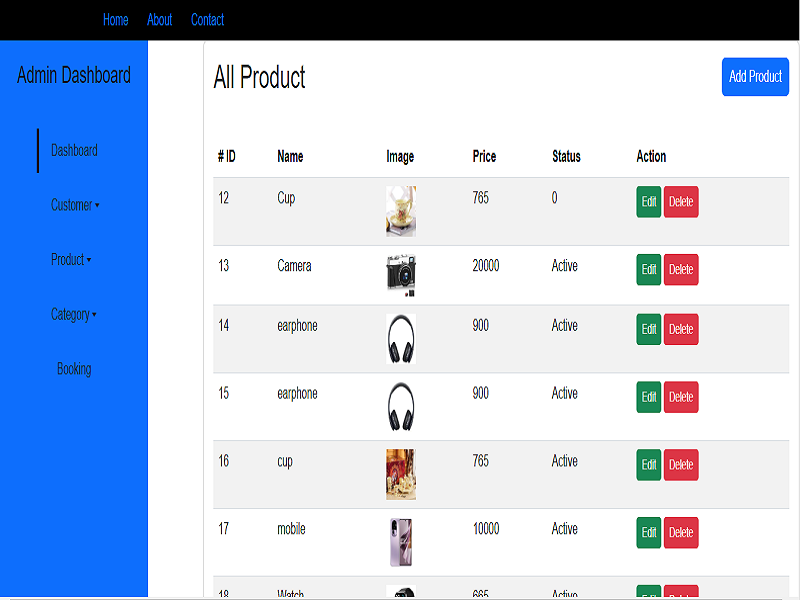 Home About Contact
Admin Dashboard
Dashboard
Customer
Product
Category
Booking
All Product
Add Product
# ID Name Image Price Status Action
12 Cup 765 0 Edit Delete
13 Camera 20000 Active Edit Delete
14 earphone 900 Active Edit Delete
15 earphone 900 Active Edit Delete
16 cup 765 Active Edit Delete
17 mobile 10000 Active Edit Delete
18 Watch 665 Active Edit Delete